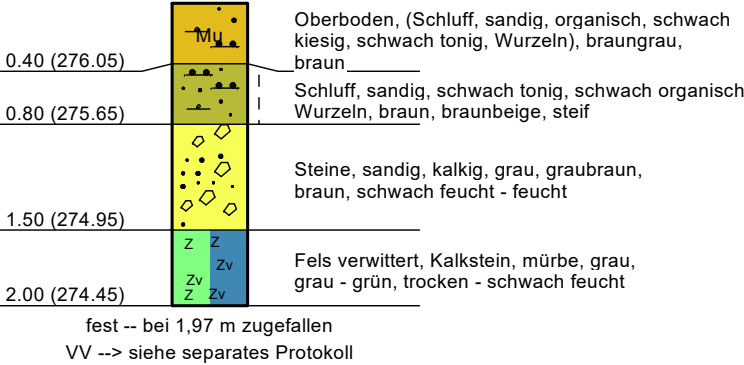 Oberboden, (Schluff, sandig, organisch, schwach
kiesig, schwach tonig, Wurzeln), braungrau,
braun
Mu
0.40 (276.05)
Schluff, sandig, schwach tonig, schwach organisch
Wurzeln, braun, braunbeige, steif
0.80 (275.65)
Steine, sandig, kalkig, grau, graubraun,
braun, schwach feucht - feucht
1.50 (274.95)
Z Z
Zv
Zv
Z Zv
Fels verwittert, Kalkstein, mürbe, grau,
grau - grün, trocken - schwach feucht
2.00 (274.45)
fest -- bei 1,97 m zugefallen
VV --> siehe separates Protokoll